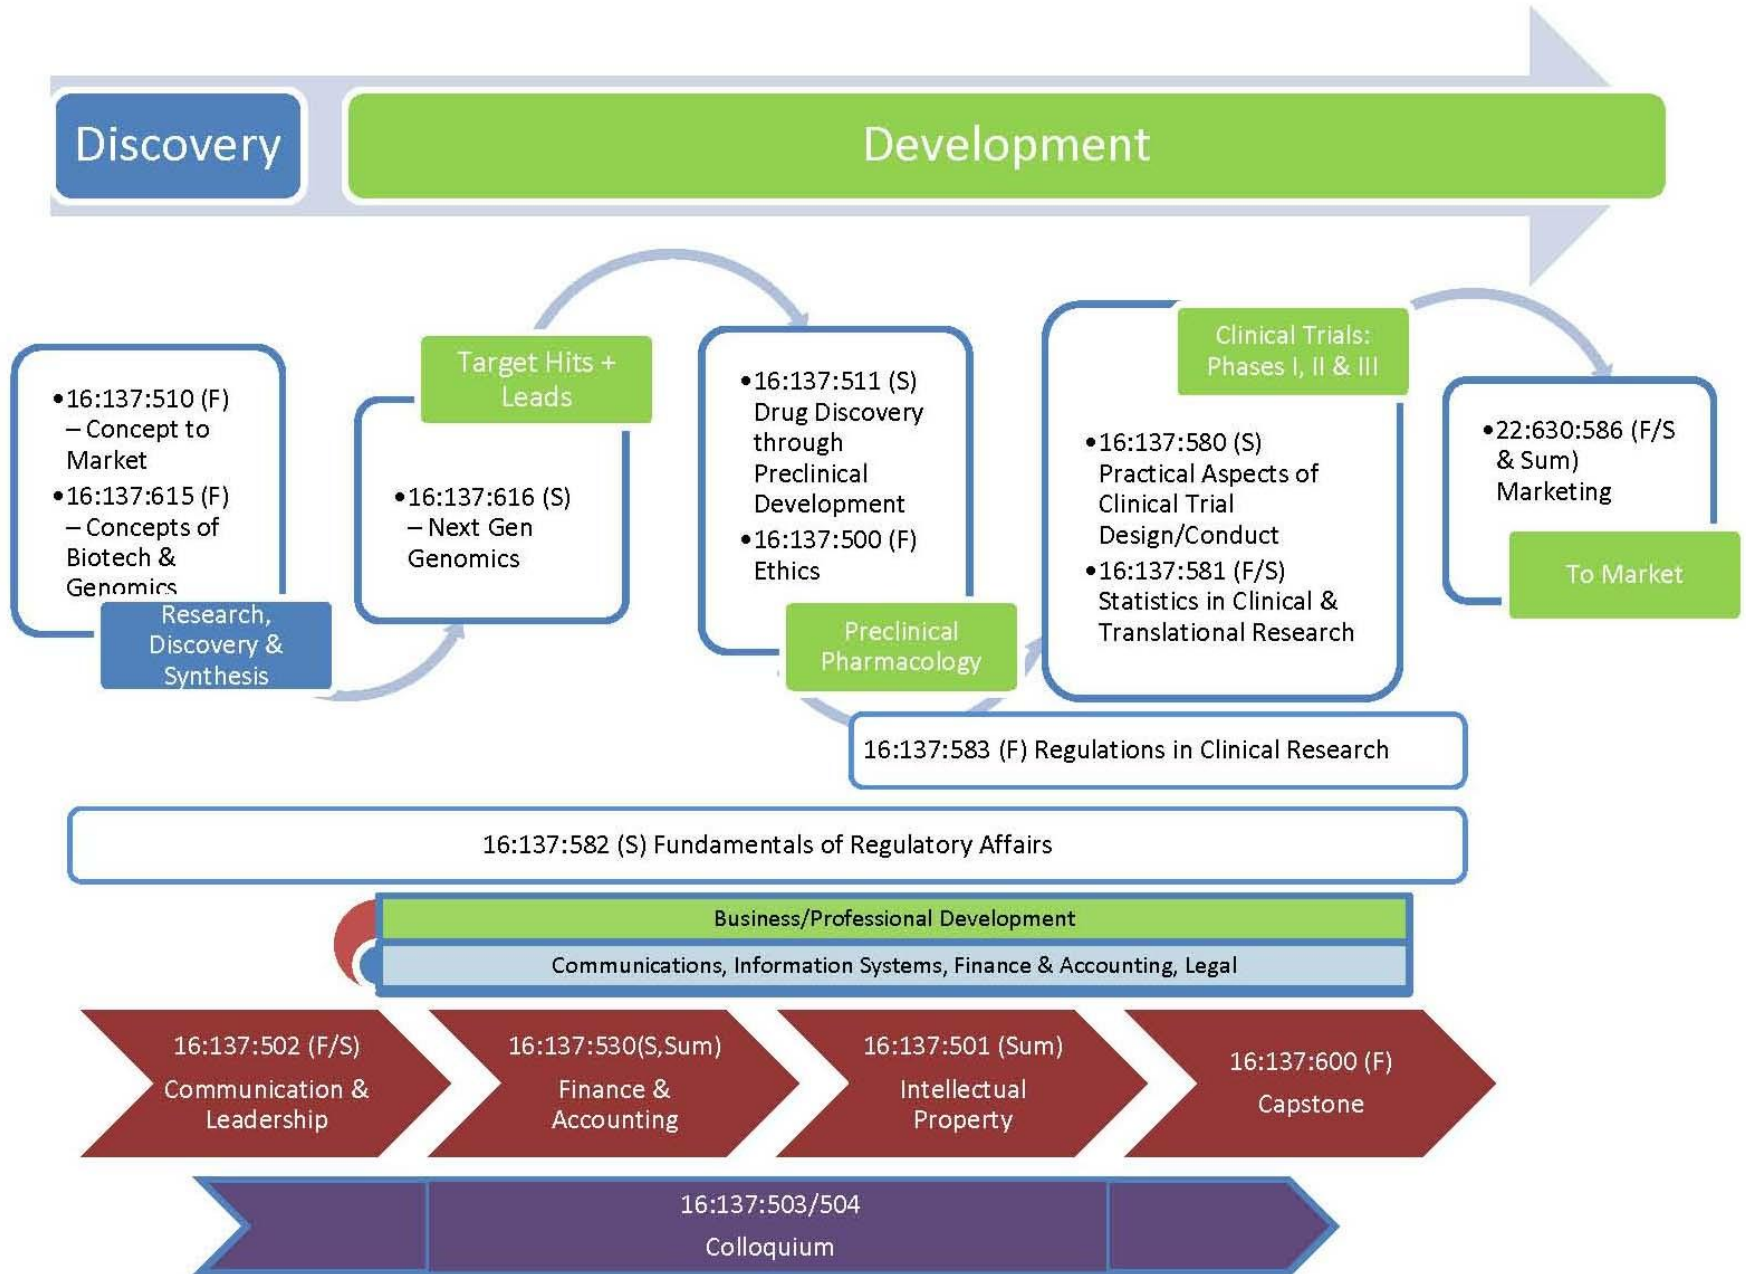 Discovery
Development
•16:137:510 (F)
– Concept to
Market
•16:137:615 (F)
– Concepts of
Biotech &
Genomics
Research,
Discovery &
Synthesis
Target Hits +
Leads
•16:137:616 (S)
– Next Gen
Genomics
•16:137:511 (S)
Drug Discovery
through
Preclinical
Development
•16:137:500 (F)
Ethics
Preclinical
Pharmacology
Clinical Trials:
Phases I, II & III
•16:137:580 (S)
Practical Aspects of
Clinical Trial
Design/Conduct
•16:137:581 (F/S)
Statistics in Clinical &
Translational Research
•22:630:586 (F/S
& Sum)
Marketing
To Market
16:137:583 (F) Regulations in Clinical Research
16:137:582 (S) Fundamentals of Regulatory Affairs
Business/Professional Development
Communications, Information Systems, Finance & Accounting, Legal
16:137:502 (F/S)
Communication &
Leadership
16:137:530(S,Sum)
Finance &
Accounting
16:137:501 (Sum)
Intellectual
Property
16:137:600 (F)
Capstone
16:137:503/504
Colloquium